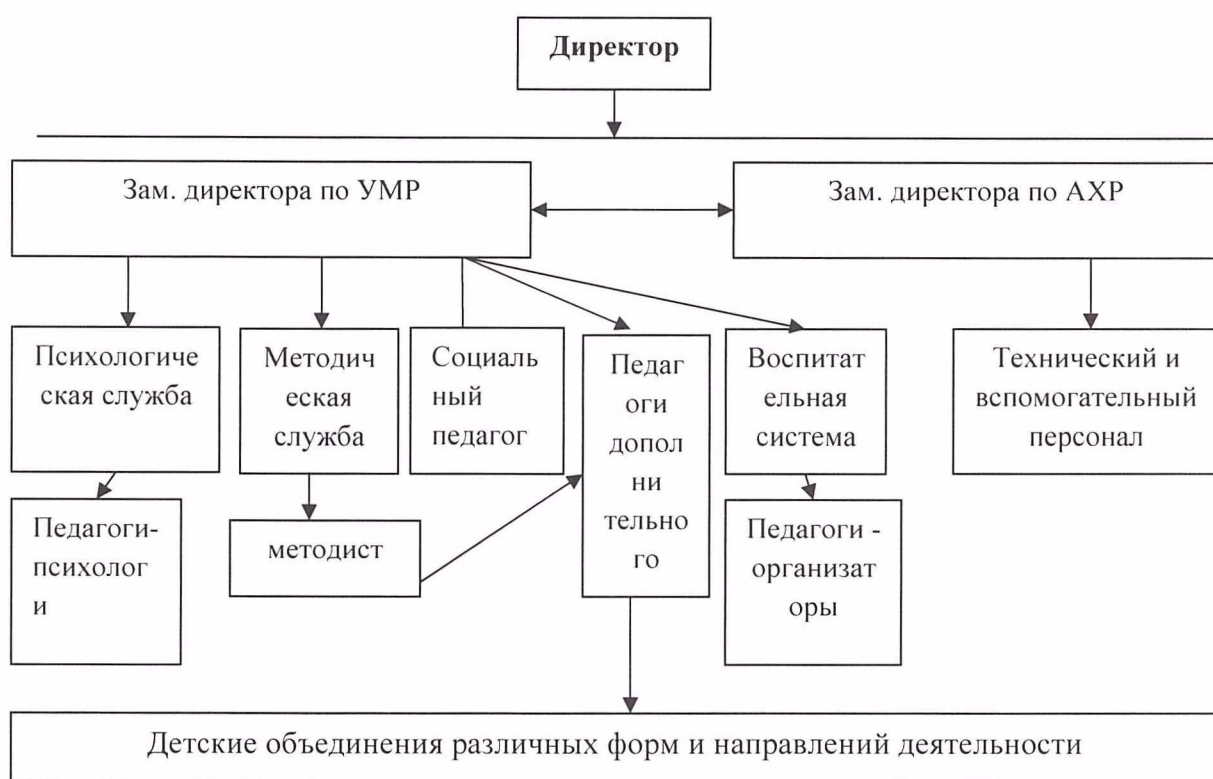 Директор
Зам. директора по УМР
Зам. директора по АХР
Психологиче
ская служба
Методич
еская
служба
Социаль
ный
педагог
Педаг
оги
дополн
ни
тельно
го
Воспитат
ельная
система
Технический и
вспомогательный
персонал
Педагоги-
психолог
и
методист
Педагоги -
организат
оры
Детские объединения различных форм и направлений деятельности